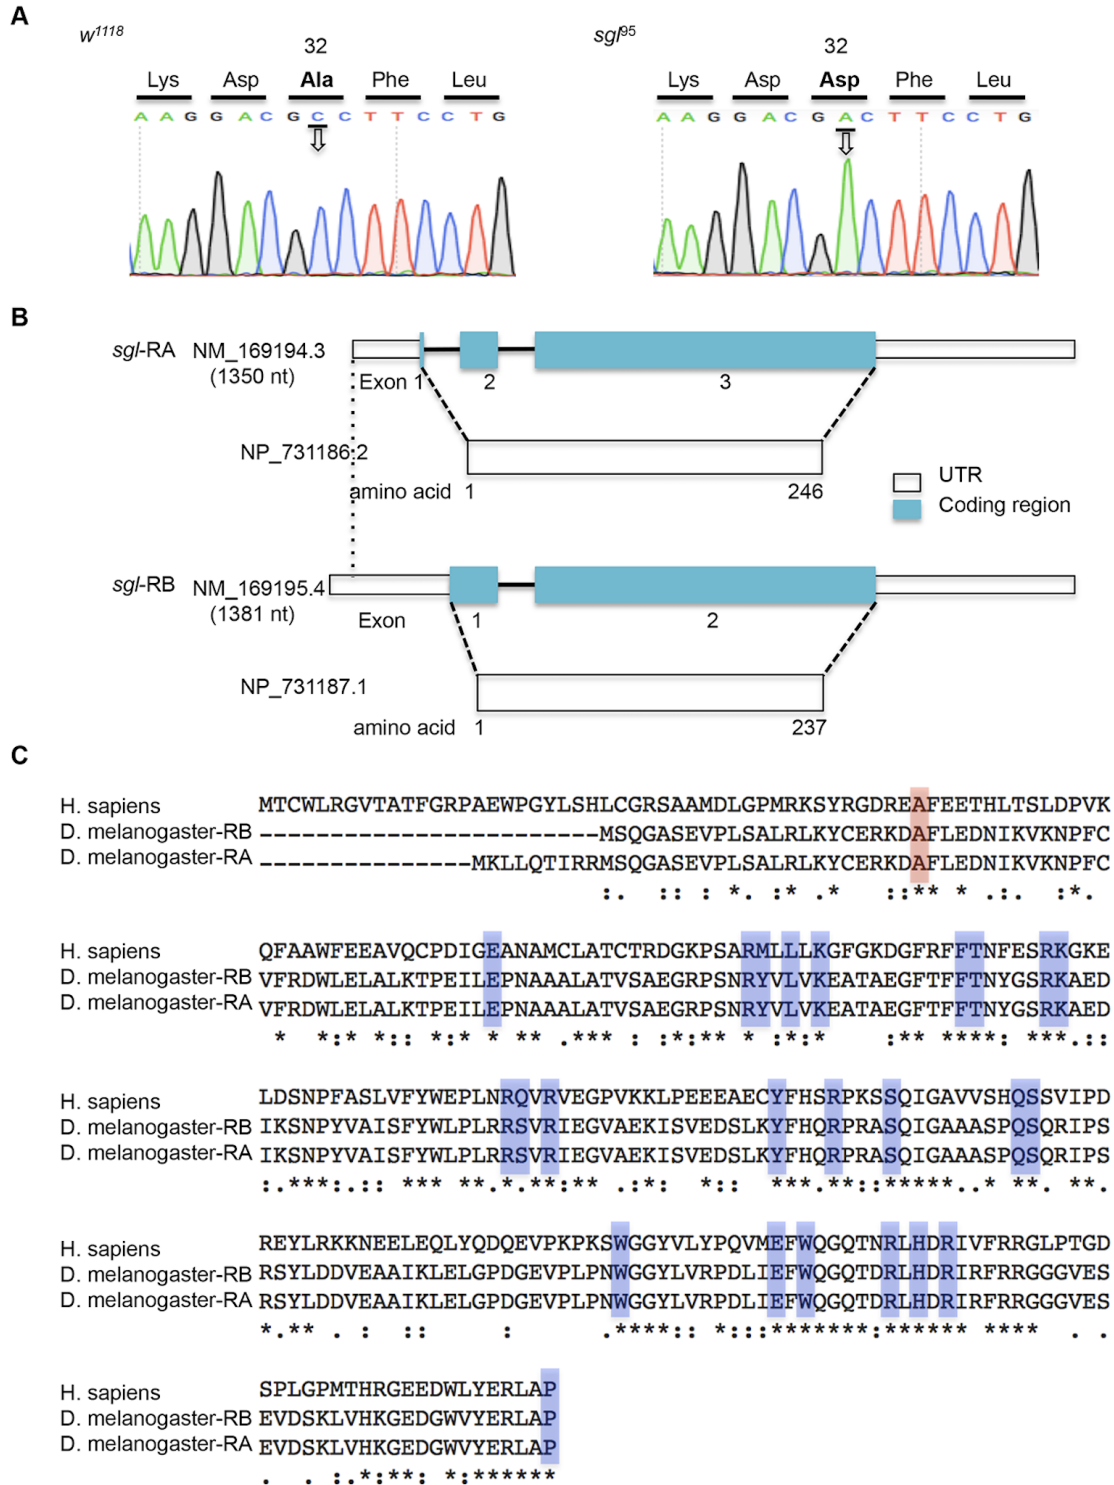 A
w1118
sgl95
32
32
Lys Asp Ala Phe Leu
Lys Asp Asp Phe Leu
A A G G A C G C C T T C C T G
A A G G A C G A C T T C C T G
B
sgl-RA NM_169194.3
(1350 nt)
Exon 1 2 3
NP_731186.2
amino acid 1 246
UTR
Coding region
sgl-RB NM_169195.4
(1381 nt)
Exon 1 2
NP_731187.1
amino acid 1 237
C
H. sapiens MTCWLRGVTATFGRPAEWPGYLSHLCGRSAAMDLGPMRKSYRGDREAFEETHLTSLDPVK
D. melanogaster-RB -----------------------MSQGASEVPLSALRLKYCERKDAFLEDNIKVKNPFC
D. melanogaster-RA --------------MKLLQTIRRMSQGASEVPLSALRLKYCERKDAFLEDNIKVKNPFC
:. :: : *. :* .* ::** * .:. :*.
H. sapiens QFAAWFEEAVQCPDIGEANAMCLATCTRDGKPSARMLLLKGFGKDGFRFFTNFESRKGKE
D. melanogaster-RB VFRDWLELALKTPEILEPNAAALATVSAEGRPSNRYVLVKEATAEGFTFFTNYGSRKAED
D. melanogaster-RA VFRDWLELALKTPEILEPNAAALATVSAEGRPSNRYVLVKEATAEGFTFFTNYGSRKAED
* *:* *:: *:* * ** .*** : *:** * :*:* :** ****: ***.::
H. sapiens LDSNPFASLVFYWEPLNRQVRVEGPVKKLPEEEAECYFHSRPKSSQIGAVVSHQSSVIPD
D. melanogaster-RB IKSNPYVAISFYWLPLRRSVRIEGVAEKISVEDSLKYFHQRPRASQIGAAASPQSQRIPS
D. melanogaster-RA IKSNPYVAISFYWLPLRRSVRIEGVAEKISVEDSLKYFHQRPRASQIGAAASPQSQRIPS
:.***:.:: *** **.*.**:** .:*: *:: ***.**::*****..* **. **.
H. sapiens REYLRKKNEELEQLYQDQEVPKPKSWGGYVLYPQVMEFWQGQTNRLHDRIVFRRGLPTGD
D. melanogaster-RB RSYLDDVEAAIKLELGPDGEVPLPNWGGYLVRPDLIEFWQGQTDRLHDRIRFRRGGGVES
D. melanogaster-RA RSYLDDVEAAIKLELGPDGEVPLPNWGGYLVRPDLIEFWQGQTDRLHDRIRFRRGGGVES
*.** . : :: : .****:: *:::*******:****** **** . .
H. sapiens SPLGPMTHRGEEDWLYERLAP
D. melanogaster-RB EVDSKLVHKGEDGWVYERLAP
D. melanogaster-RA EVDSKLVHKGEDGWVYERLAP
. . :.*:**: *:******